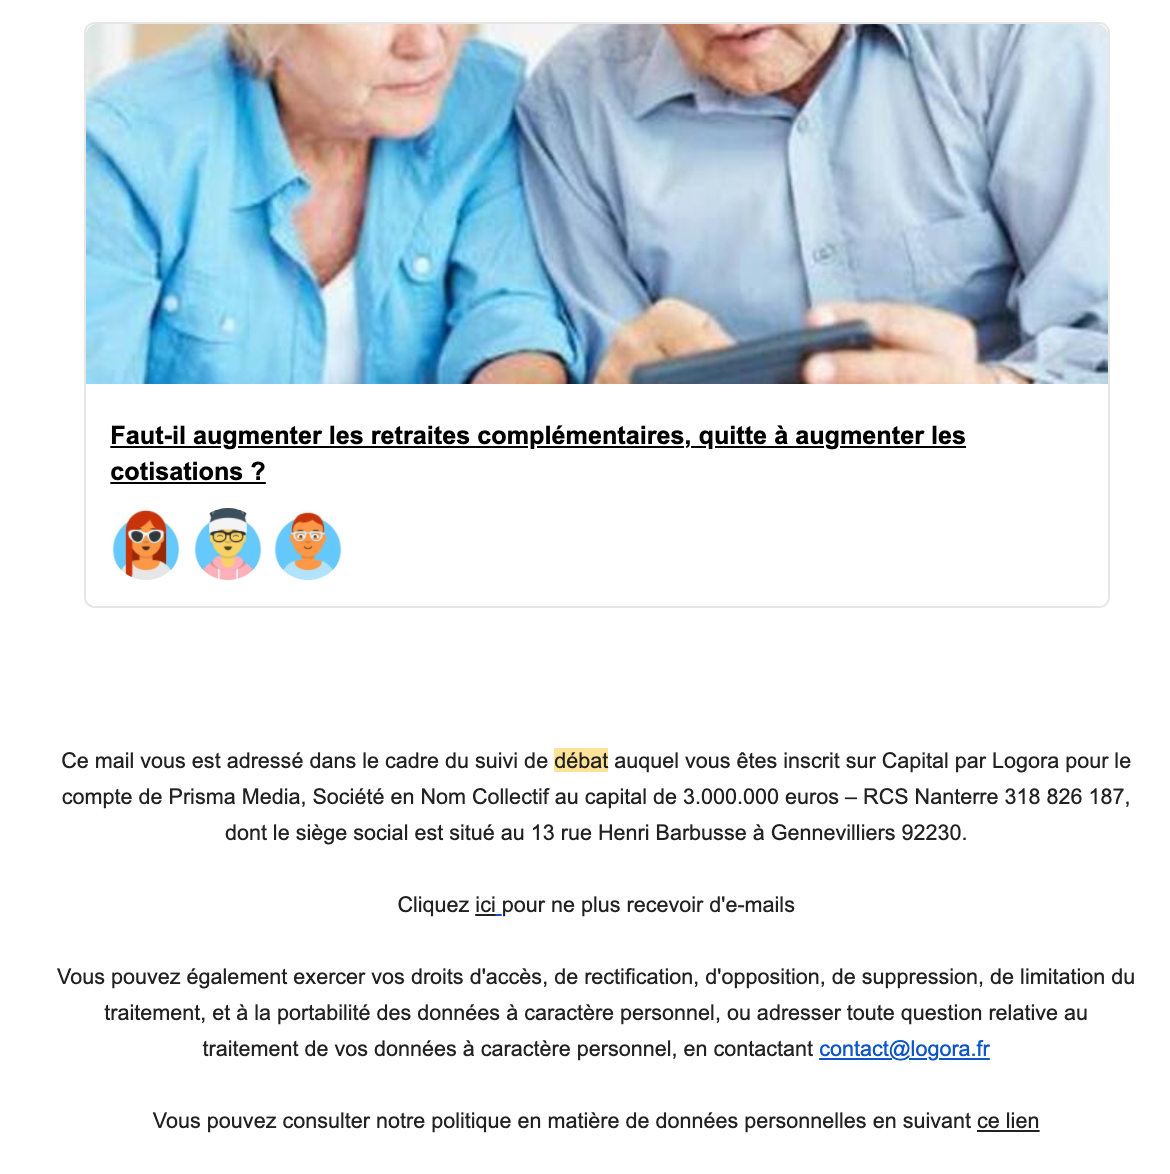 Faut-il augmenter les retraites complémentaires, quitte à augmenter les
cotisations ?
Ce mail vous est adressé dans le cadre du suivi de débat auquel vous êtes inscrit sur Capital par Logora pour le
compte de Prisma Media, Société en Nom Collectif au capital de 3.000.000 euros – RCS Nanterre 318 826 187,
dont le siège social est situé au 13 rue Henri Barbusse à Gennevilliers 92230.
Cliquez ici pour ne plus recevoir d'e-mails
Vous pouvez également exercer vos droits d'accès, de rectification, d'opposition, de suppression, de limitation du
traitement, et à la portabilité des données à caractère personnel, ou adresser toute question relative au
traitement de vos données à caractère personnel, en contactant contact@logora.fr
Vous pouvez consulter notre politique en matière de données personnelles en suivant ce lien